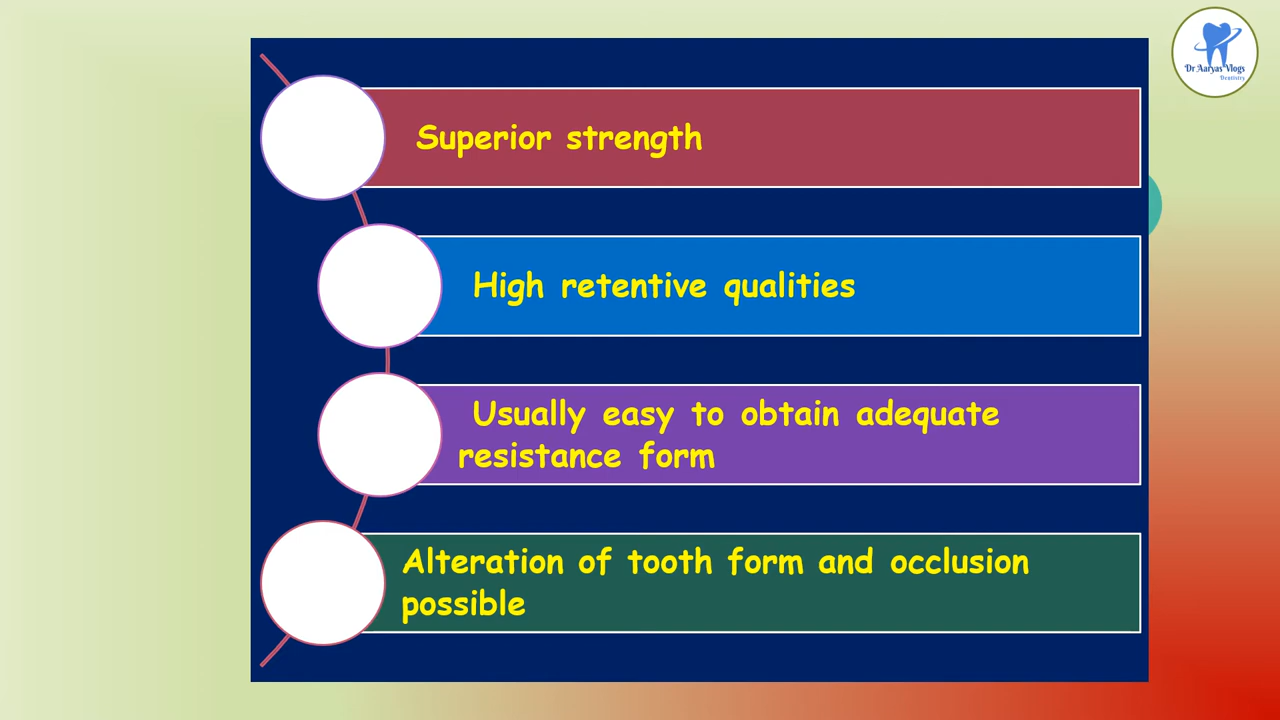 Dr Aaryas Vlogs
Dentistry
Superior strength
High retentive qualities
Usually easy to obtain adequate
resistance form
Alteration of tooth form and occlusion
possible